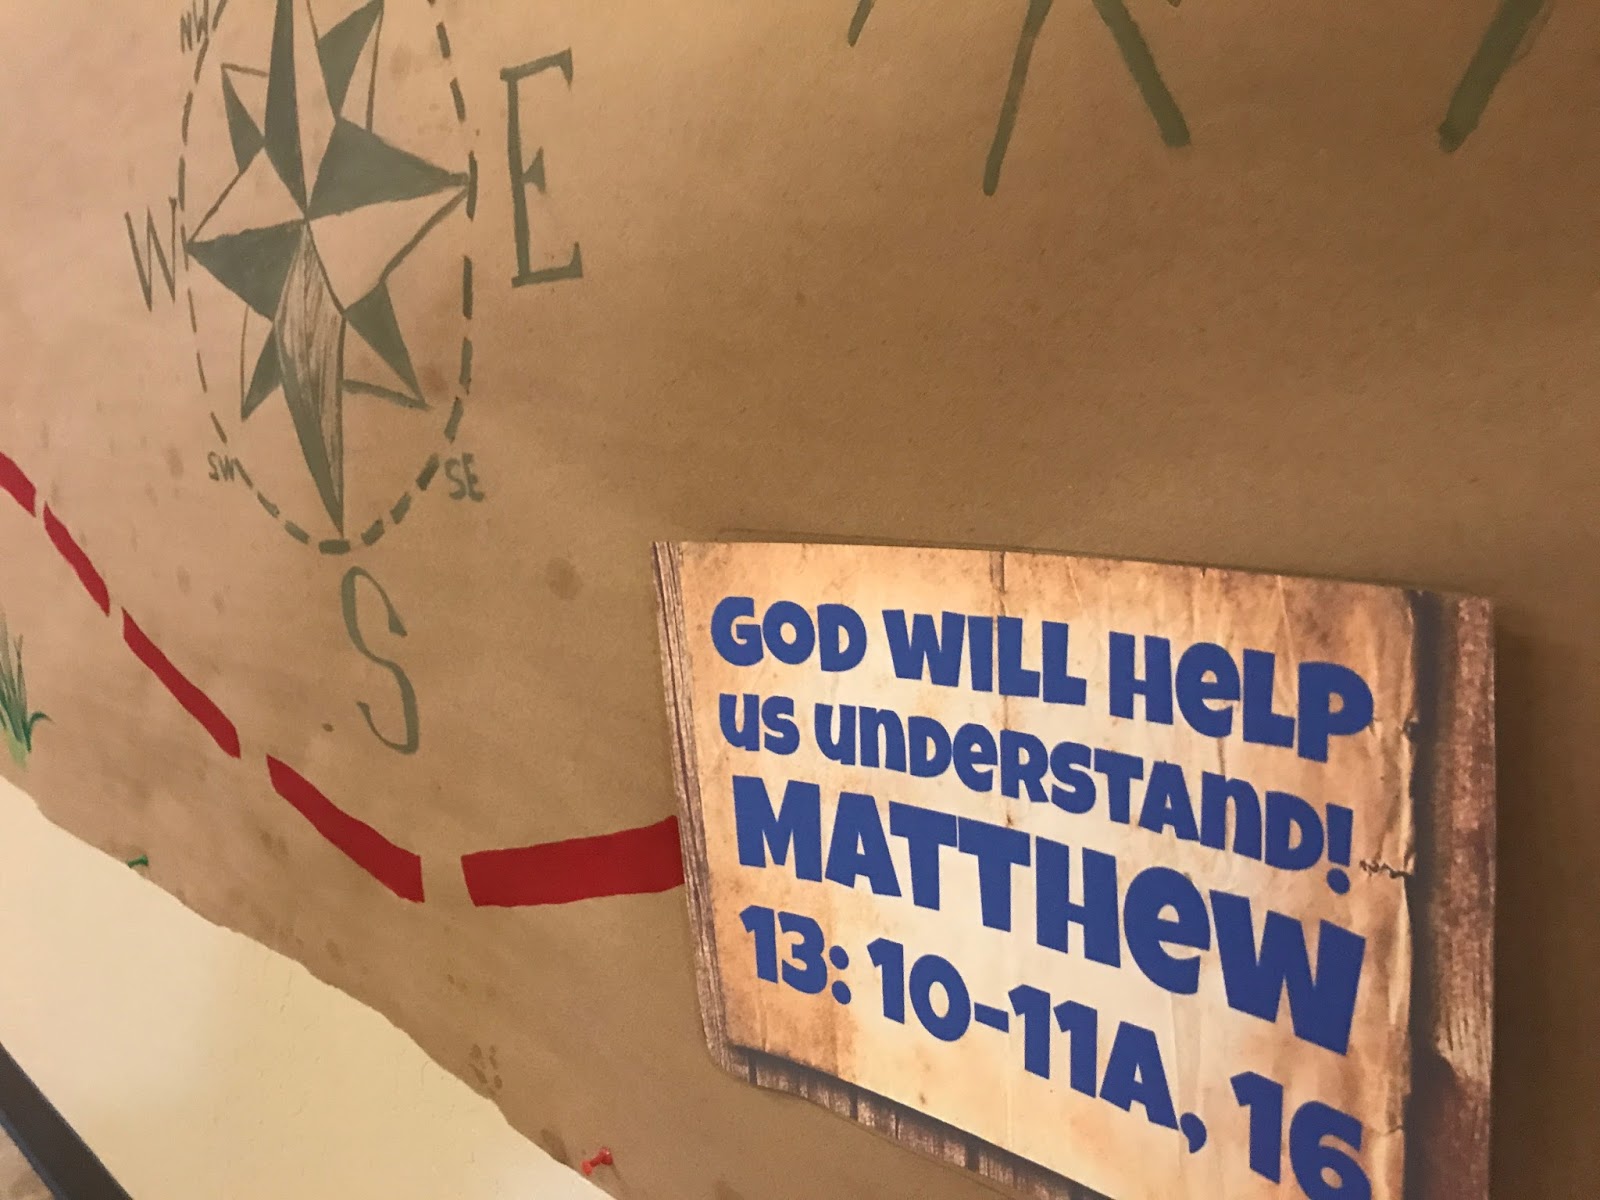 NW
W
E
SW
SE
S
GOD WILL HELP
US UNDERSTAND!
MATTHEW
13: 10-11A, 16